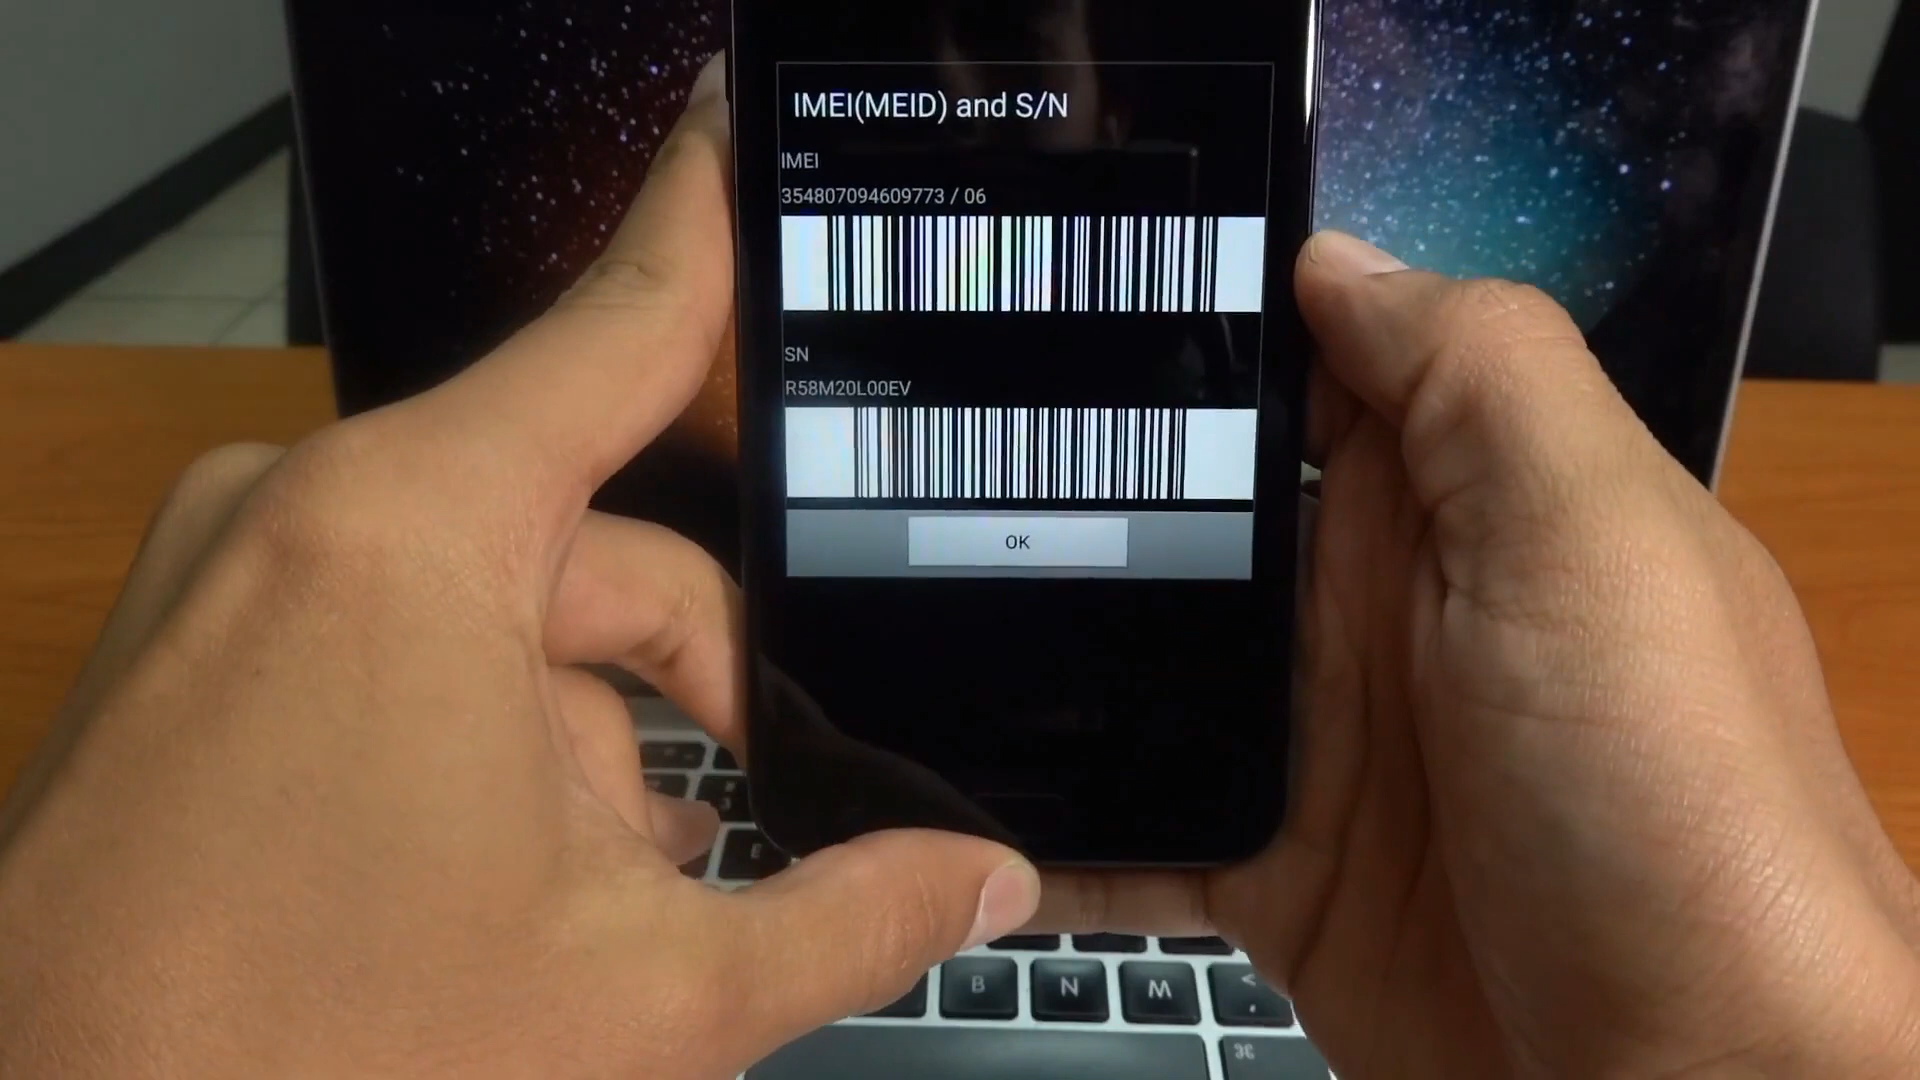 IMEI(MEID) and S/N
IMEI
354807094609773 / 06
SN
R58M20L00EV
OK
E
B
N
M
<
,
⌘